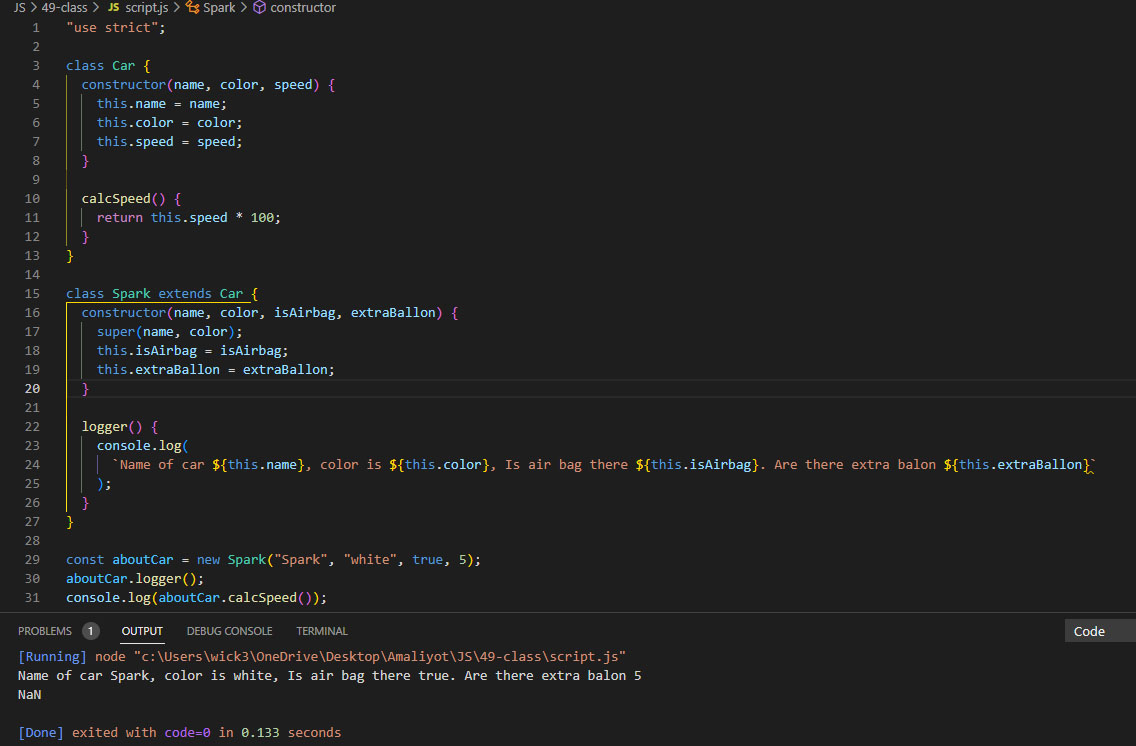 JS > 49-class > JS script.js > Spark > constructor
1 "use strict";
2
3 class Car {
4 constructor(name, color, speed) {
5 this.name = name;
6 this.color = color;
7 this.speed = speed;
8 }
9
10 calcSpeed() {
11 return this.speed * 100;
12 }
13 }
14
15 class Spark extends Car {
16 constructor(name, color, isAirbag, extraBallon) {
17 super(name, color);
18 this.isAirbag = isAirbag;
19 this.extraBallon = extraBallon;
20 }
21
22 logger() {
23 console.log(
24 `Name of car ${this.name}, color is ${this.color}, Is air bag there ${this.isAirbag}. Are there extra balon ${this.extraBallon}`
25 );
26 }
27 }
28
29 const aboutCar = new Spark("Spark", "white", true, 5);
30 aboutCar.logger();
31 console.log(aboutCar.calcSpeed());
PROBLEMS 1 OUTPUT DEBUG CONSOLE TERMINAL Code
[Running] node "c:\Users\wick3\OneDrive\Desktop\Amaliyot\JS\49-class\script.js"
Name of car Spark, color is white, Is air bag there true. Are there extra balon 5
NaN
[Done] exited with code=0 in 0.133 seconds